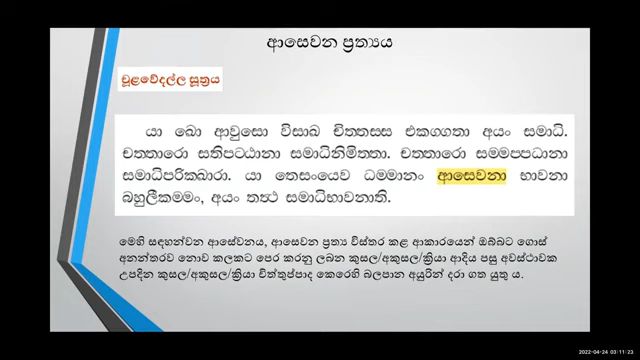 ආසෙවන ප්‍රත්‍යය
චූළවේදල්ල සූත්‍රය
යා ඛො ආවුසො විසාඛ චිත්තස්ස එකග්ගතා අයං සමාධි.
චත්තාරො සතිපට්ඨානා සමාධිනිමිත්තා. චත්තාරො සම්මප්පධානා
සමාධිපරික්ඛාරා. යා තෙසංයෙව ධම්මානං ආසෙවනා භාවනා
බහුලීකම්මං, අයං තත්‍ථ සමාධිභාවනාති.
මෙහි සඳහන්වන ආසේවනය, ආසෙවන ප්‍රත්‍ය විස්තර කළ ආකාරයෙන් ඔබ්බට ගොස්
අනන්තරව නොව කලකට පෙර කරනු ලබන කුසල/අකුසල/ක්‍රියා ආදිය පසු අවස්ථාවක
උපදින කුසල/අකුසල/ක්‍රියා චිත්තුප්පාද කෙරෙහි බලපාන අයුරින් දරා ගත යුතු ය.
2022-04-24 03:11:23